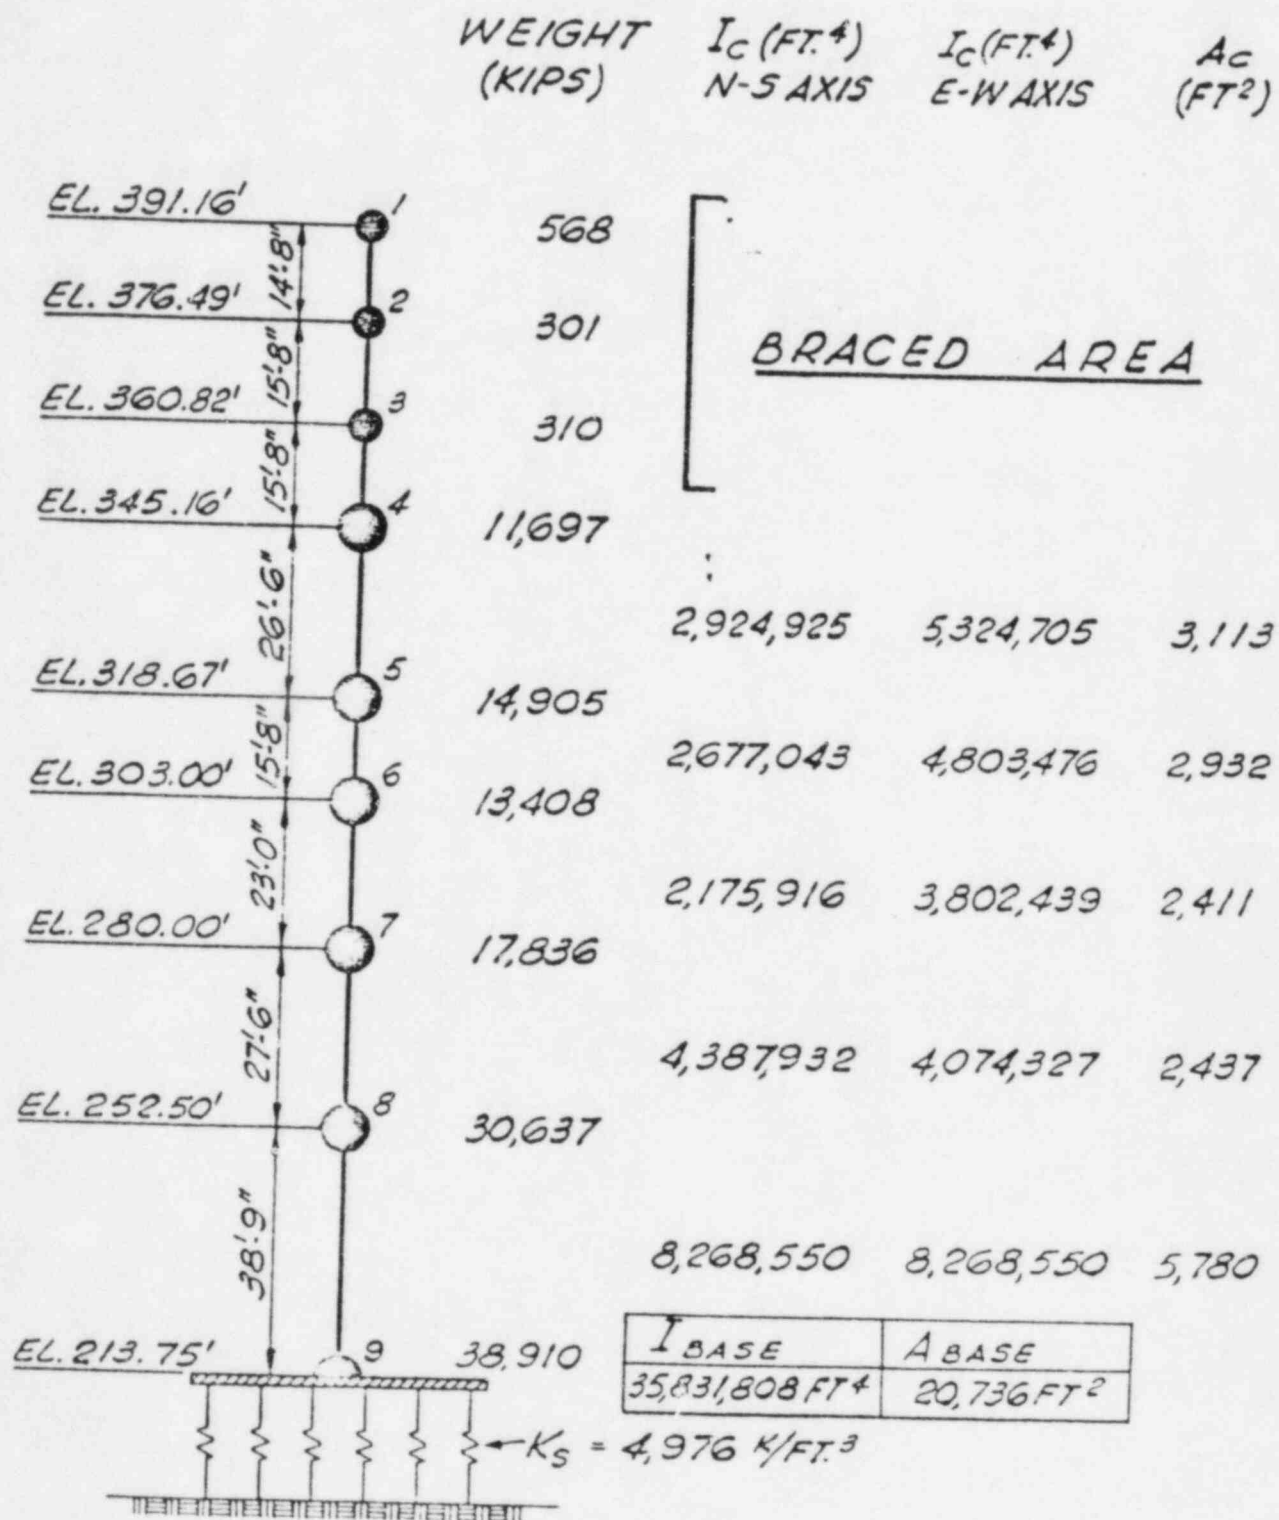 WEIGHT (KIPS) I_C (FT.⁴) N-S AXIS I_C (FT.⁴) E-W AXIS A_C (FT²)
EL. 391.16' 1 568
14'-8"
EL. 376.49' 2 301
15'-8"
BRACED AREA
EL. 360.82' 3 310
15'-8"
EL. 345.16' 4 11,697
26'-6"
2,924,925 5,324,705 3,113
EL. 318.67' 5 14,905
15'-8"
2,677,043 4,803,476 2,932
EL. 303.00' 6 13,408
23'-0"
2,175,916 3,802,439 2,411
EL. 280.00' 7 17,836
27'-6"
4,387,932 4,074,327 2,437
EL. 252.50' 8 30,637
38'-9"
8,268,550 8,268,550 5,780
EL. 213.75' 9 38,910
I BASE A BASE
35,831,808 FT⁴ 20,736 FT²
K_S = 4,976 K/FT.³